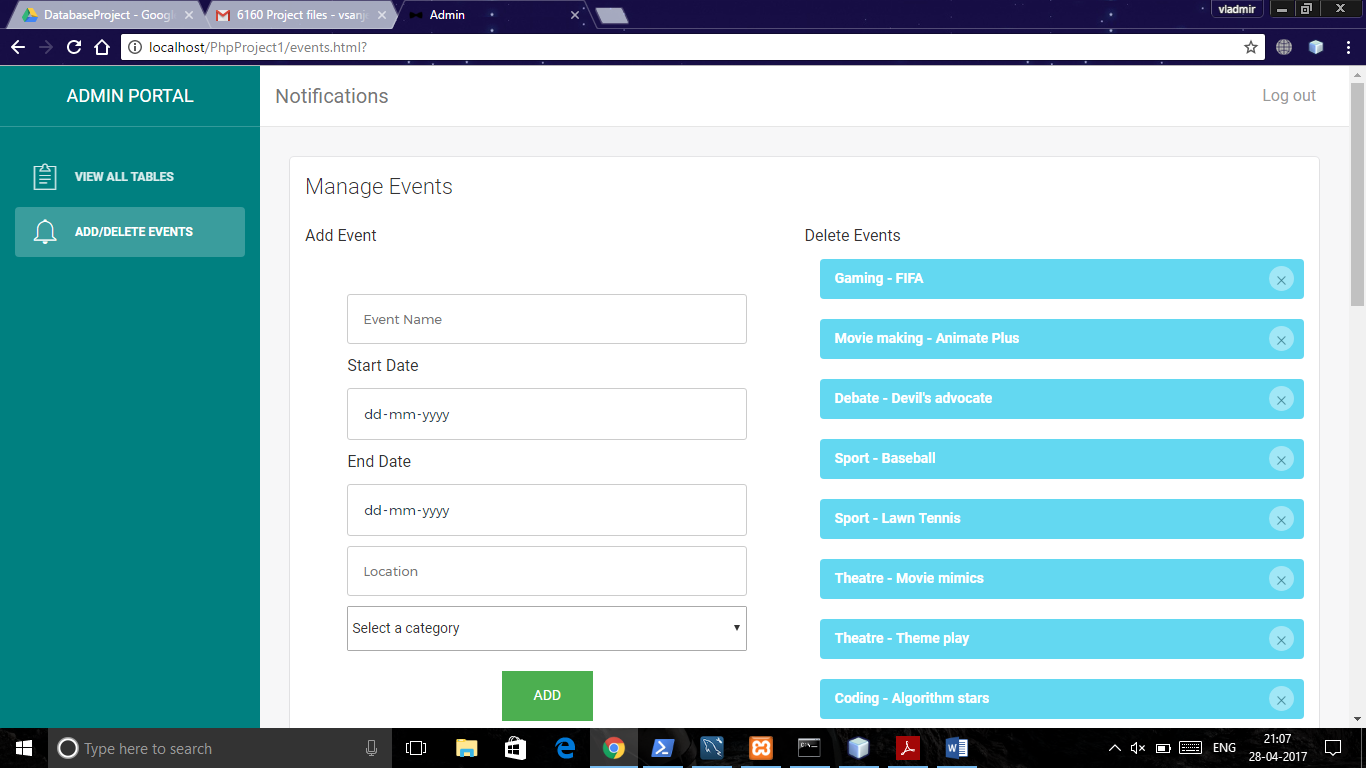 DatabaseProject - Googl
6160 Project files - vsanje
Admin
vladmir
localhost/PhpProject1/events.html?
ADMIN PORTAL
VIEW ALL TABLES
ADD/DELETE EVENTS
Notifications
Log out
Manage Events
Add Event
Event Name
Start Date
dd-mm-yyyy
End Date
dd-mm-yyyy
Location
Select a category
ADD
Delete Events
Gaming - FIFA
Movie making - Animate Plus
Debate - Devil's advocate
Sport - Baseball
Sport - Lawn Tennis
Theatre - Movie mimics
Theatre - Theme play
Coding - Algorithm stars
Type here to search
ENG
21:07
28-04-2017